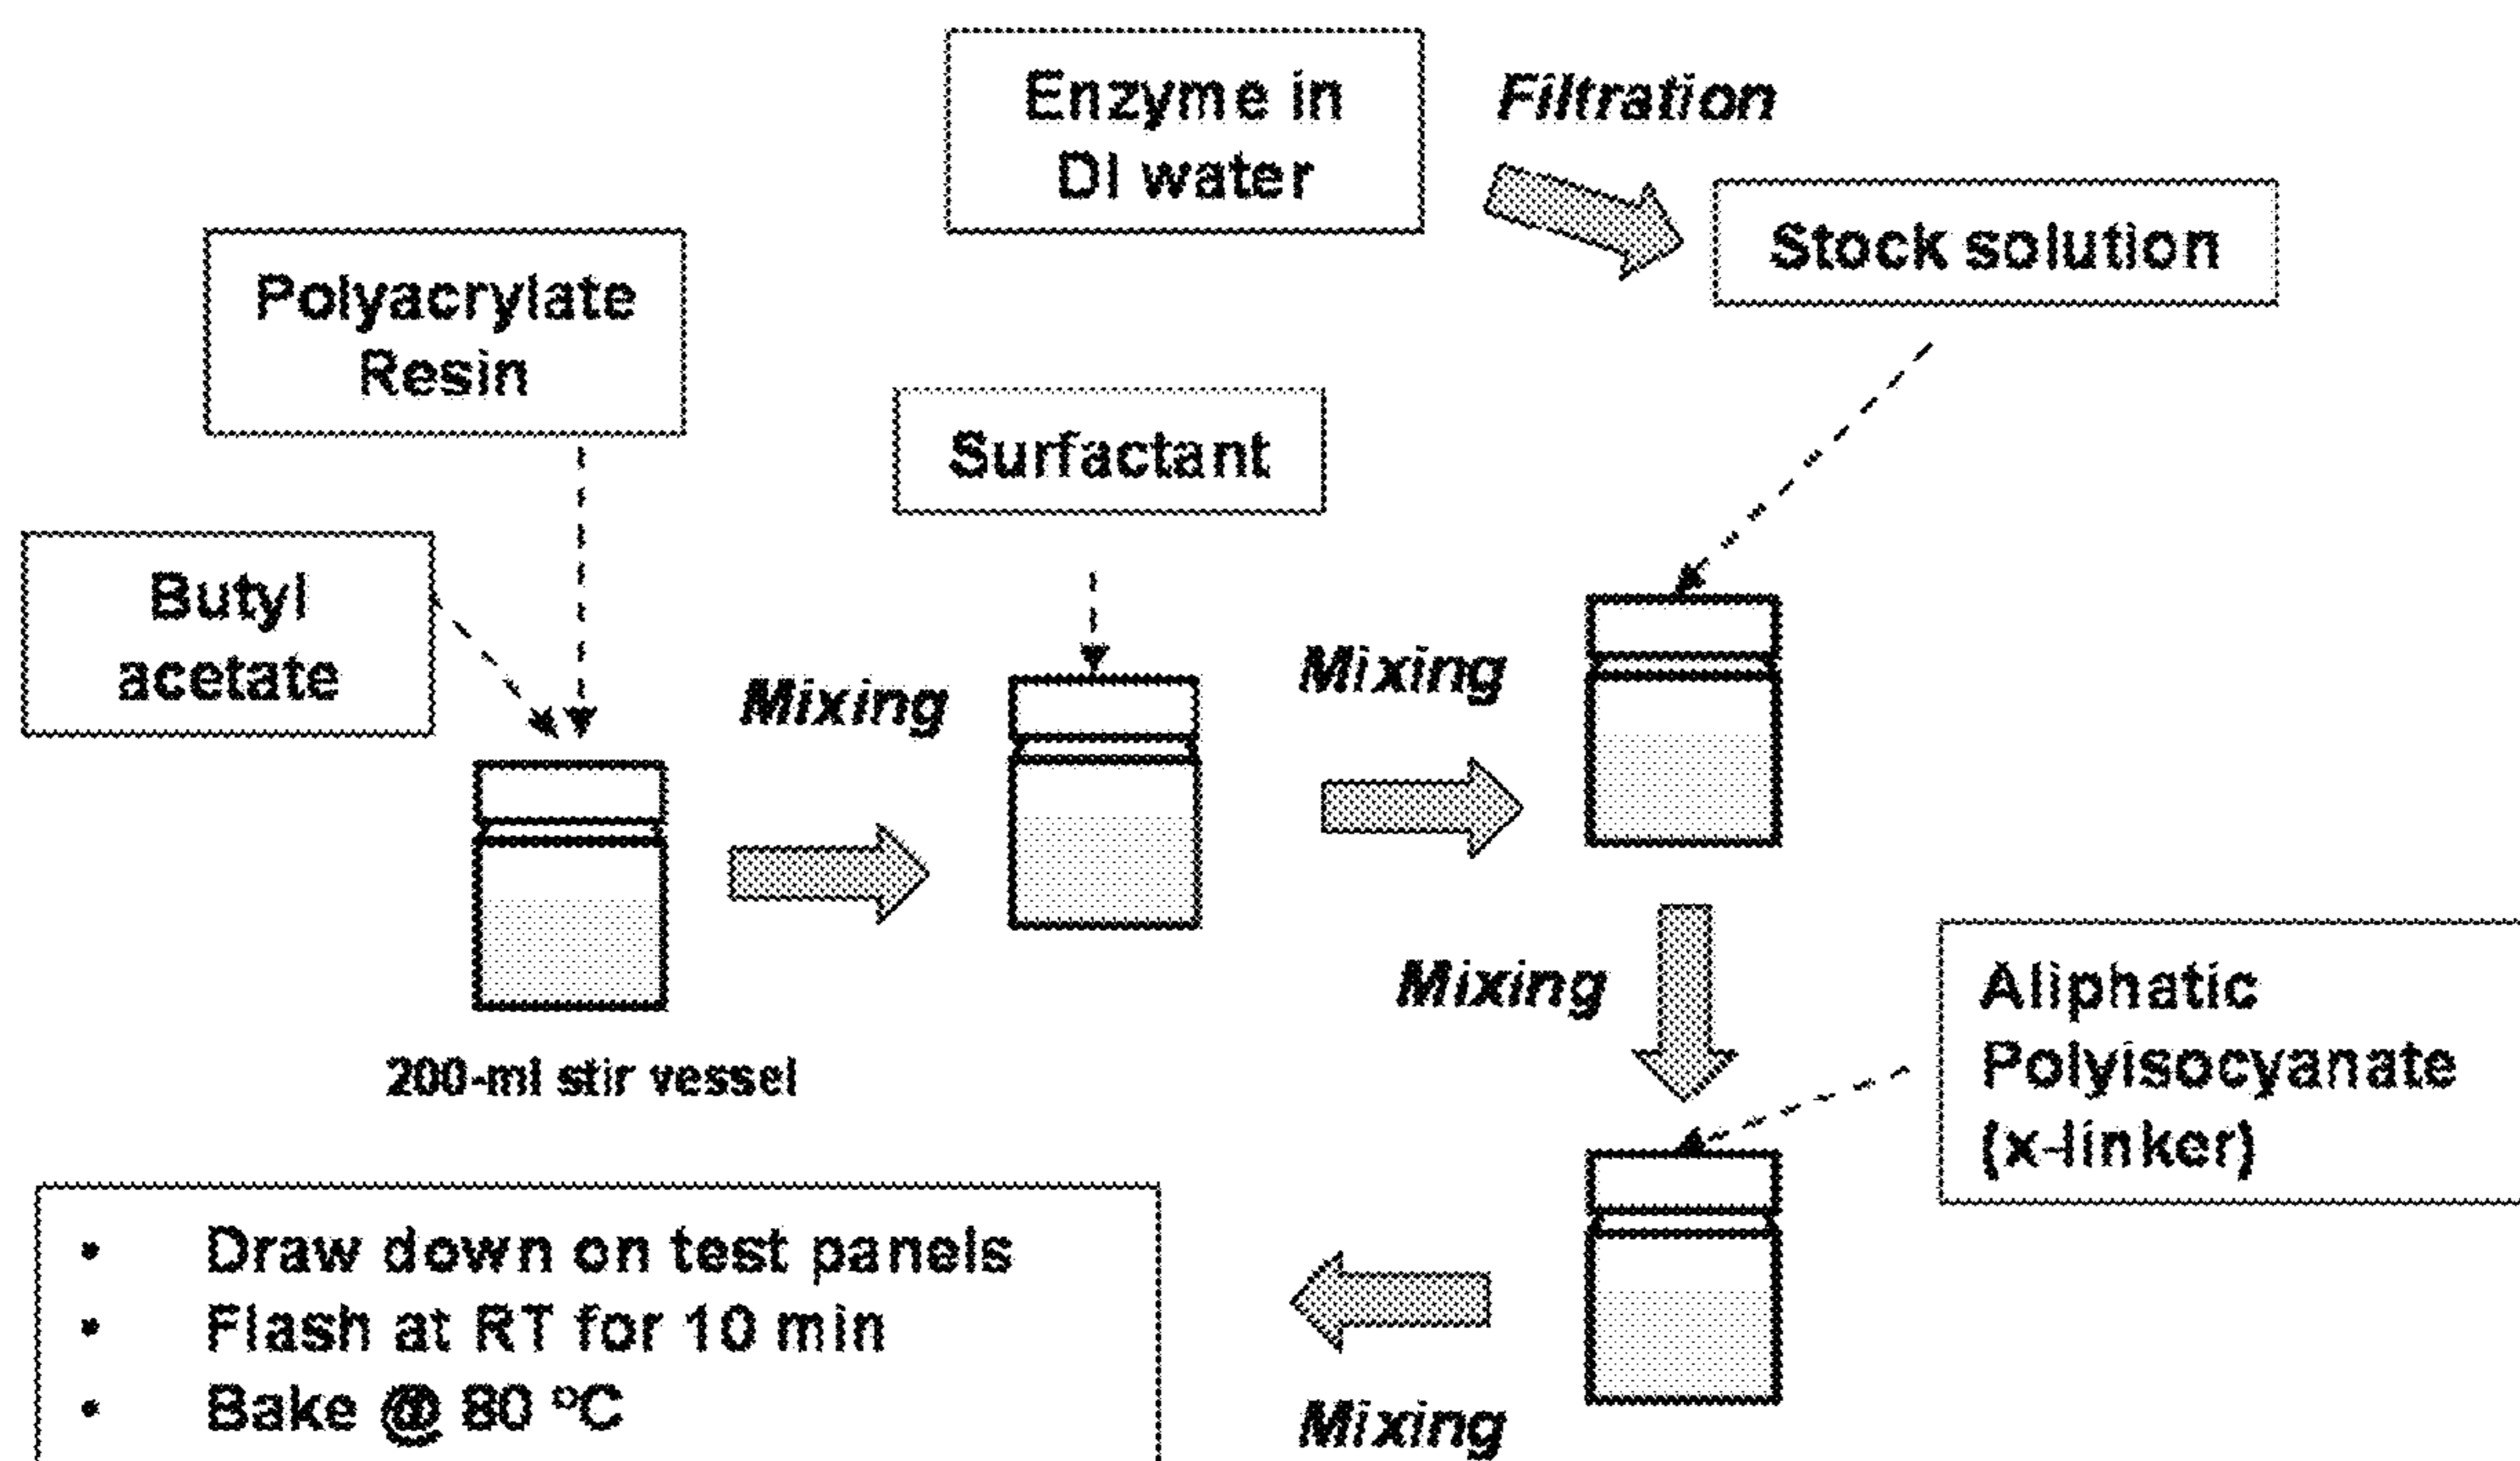 Enzyme in
DI water
Filtration
Stock solution
Polyacrylate
Resin
Surfactant
Butyl
acetate
Mixing
Mixing
200-ml stir vessel
Mixing
Aliphatic
Polyisocyanate
(x-linker)
• Draw down on test panels
• Flash at RT for 10 min
• Bake @ 80 °C
Mixing